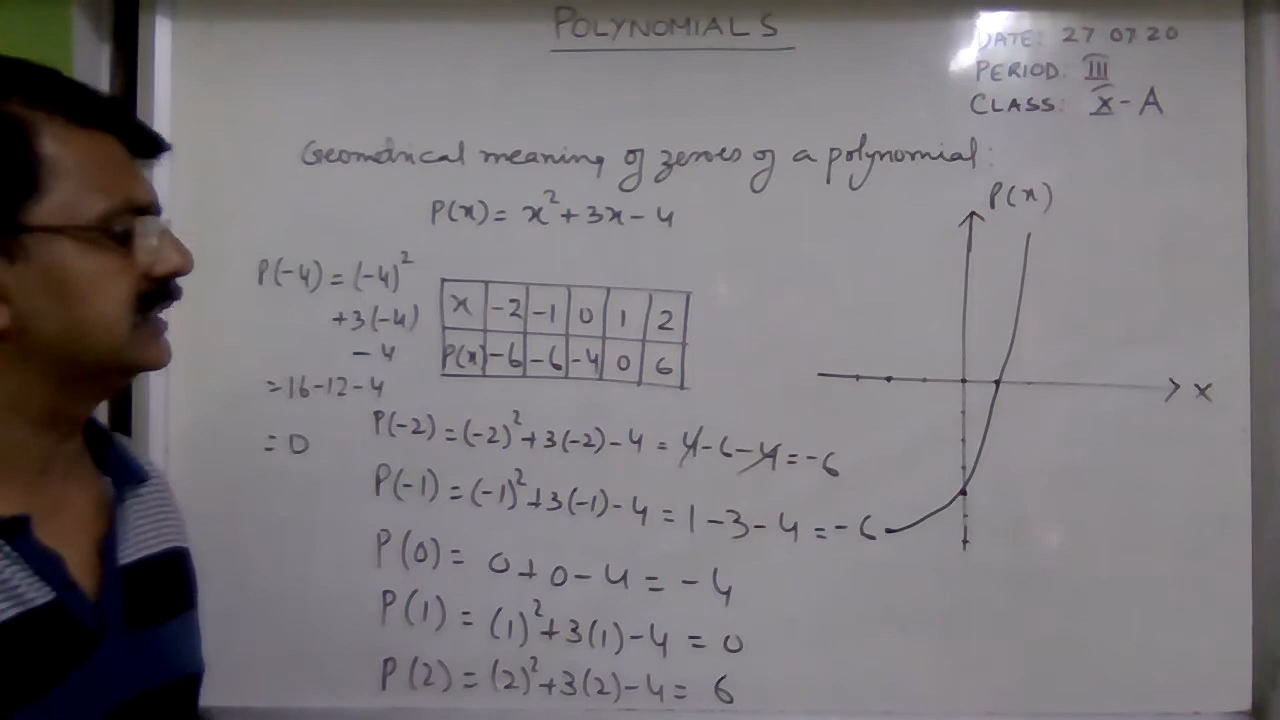 POLYNOMIALS
DATE: 27 07 20
PERIOD: III
CLASS: X-A
Geometrical meaning of zeroes of a polynomial:
P(x) = x² + 3x - 4
P(x)
P(-4) = (-4)²
+3(-4)
- 4
= 16-12-4
= 0
x -2 -1 0 1 2
P(x) -6 -6 -4 0 6
X
P(-2) = (-2)² + 3(-2) - 4 = 4 - 6 - 4 = -6
P(-1) = (-1)² + 3(-1) - 4 = 1 - 3 - 4 = -6
P(0) = 0 + 0 - 4 = -4
P(1) = (1)² + 3(1) - 4 = 0
P(2) = (2)² + 3(2) - 4 = 6